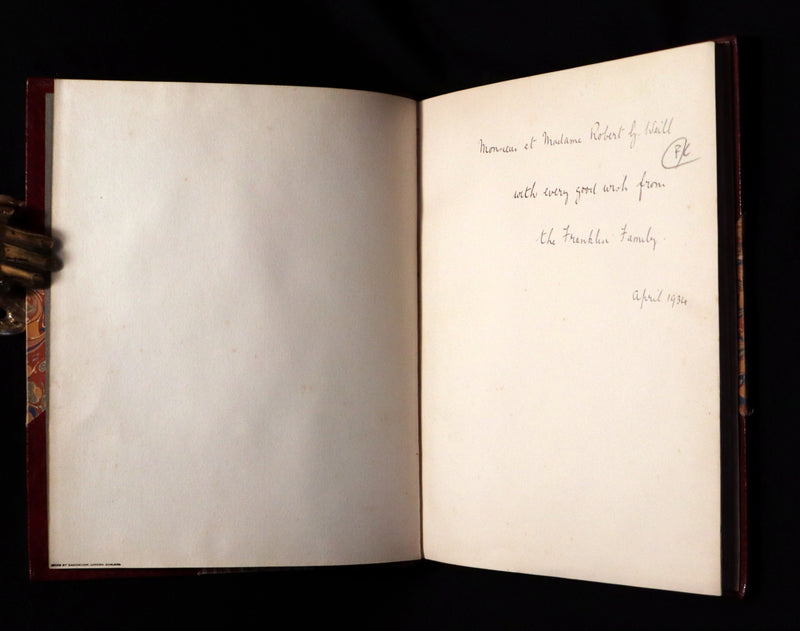 Monsieur et Madame Robert G. Weill
with every good wish from
the Franklin Family.
April 1934